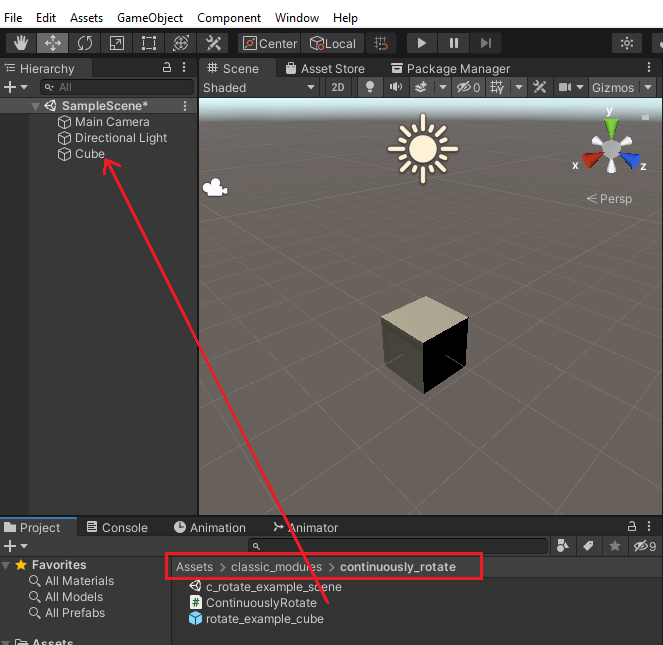 File Edit Assets GameObject Component Window Help
Center Local
Hierarchy
All
SampleScene*
Main Camera
Directional Light
Cube
Scene Asset Store Package Manager
Shaded 2D 0 Gizmos
y
x
z
Persp
Project Console Animation Animator
9
Favorites
All Materials
All Models
All Prefabs
Assets
Assets > classic_modules > continuously_rotate
c_rotate_example_scene
# ContinuouslyRotate
rotate_example_cube